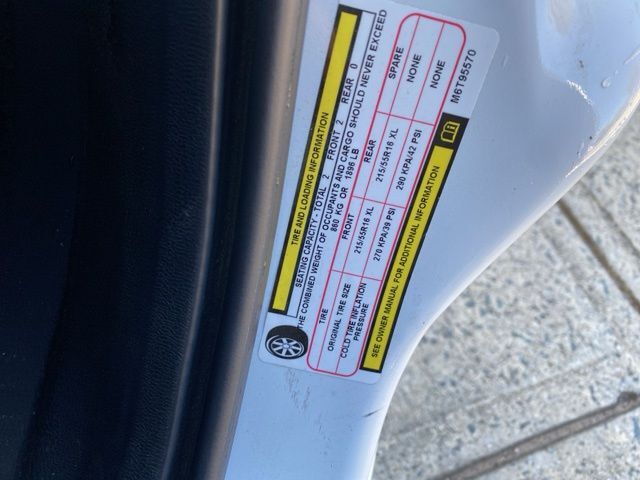 TIRE AND LOADING INFORMATION
SEATING CAPACITY - TOTAL 2 FRONT 2 REAR 0
THE COMBINED WEIGHT OF OCCUPANTS AND CARGO SHOULD NEVER EXCEED
860 KG OR 1896 LB
TIRE FRONT REAR SPARE
ORIGINAL TIRE SIZE 215/55R16 XL 215/55R16 XL NONE
COLD TIRE INFLATION PRESSURE 270 KPA/39 PSI 290 KPA/42 PSI NONE
SEE OWNER MANUAL FOR ADDITIONAL INFORMATION
M6T95570